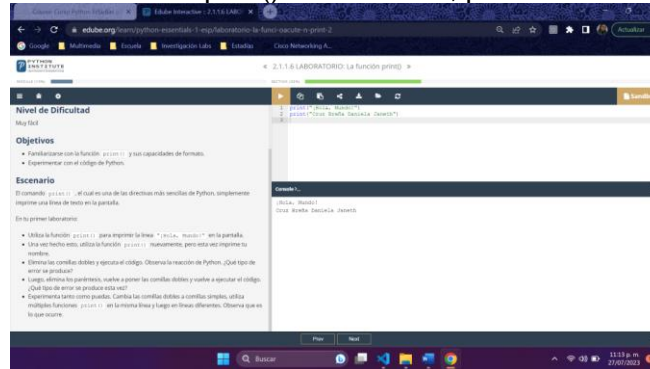 Edube Interactive :: 2.1.1.6 LABO
edube.org/learn/python-essentials-1-esp/laboratorio-la-funci-oacute-n-print-2
Actualizar
Google
Multimedia
Escuela
Investigación Labs
Estadías
Cisco Networking A...
PYTHON
INSTITUTE
2.1.1.6 LABORATORIO: La función print()
Sandbo
Nivel de Dificultad
Muy fácil
Objetivos
Familiarizarse con la función print() y sus capacidades de formato.
Experimentar con el código de Python.
Escenario
El comando print() , el cual es una de las directivas más sencillas de Python, simplemente
imprime una línea de texto en la pantalla.
En tu primer laboratorio:
Utiliza la función print() para imprimir la línea "¡Hola, Mundo!" en la pantalla.
Una vez hecho esto, utiliza la función print() nuevamente, pero esta vez imprime tu
nombre.
Elimina las comillas dobles y ejecuta el código. Observa la reacción de Python. ¿Qué tipo de
error se produce?
Luego, elimina los paréntesis, vuelve a poner las comillas dobles y vuelve a ejecutar el código.
¿Qué tipo de error se produce esta vez?
Experimenta tanto como puedas. Cambia las comillas dobles a comillas simples, utiliza
múltiples funciones print() en la misma línea y luego en líneas diferentes. Observa que es
lo que ocurre.
1 print("¡Hola, Mundo!")
2 print("Cruz Breña Daniela Janeth")
3
Console >_
¡Hola, Mundo!
Cruz Breña Daniela Janeth
Prev
Next
Buscar
11:13 p. m.
27/07/2023